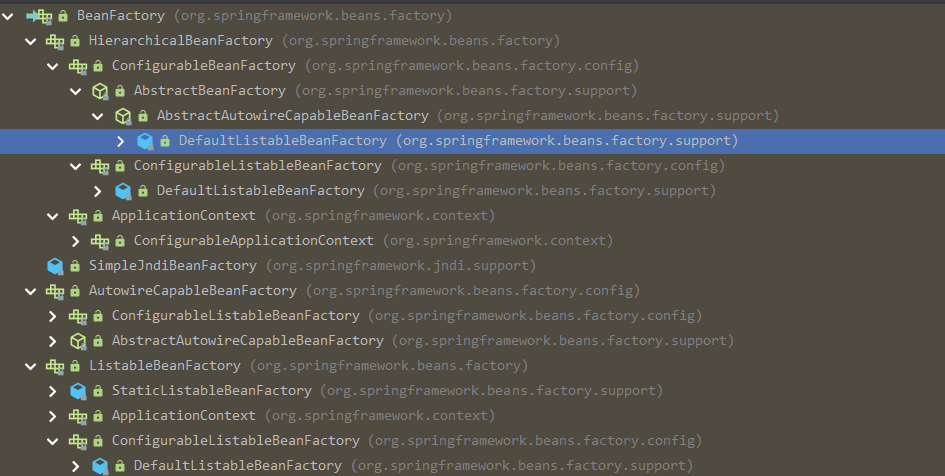 BeanFactory (org.springframework.beans.factory)
HierarchicalBeanFactory (org.springframework.beans.factory)
ConfigurableBeanFactory (org.springframework.beans.factory.config)
AbstractBeanFactory (org.springframework.beans.factory.support)
AbstractAutowireCapableBeanFactory (org.springframework.beans.factory.support)
DefaultListableBeanFactory (org.springframework.beans.factory.support)
ConfigurableListableBeanFactory (org.springframework.beans.factory.config)
DefaultListableBeanFactory (org.springframework.beans.factory.support)
ApplicationContext (org.springframework.context)
ConfigurableApplicationContext (org.springframework.context)
SimpleJndiBeanFactory (org.springframework.jndi.support)
AutowireCapableBeanFactory (org.springframework.beans.factory.config)
ConfigurableListableBeanFactory (org.springframework.beans.factory.config)
AbstractAutowireCapableBeanFactory (org.springframework.beans.factory.support)
ListableBeanFactory (org.springframework.beans.factory)
StaticListableBeanFactory (org.springframework.beans.factory.support)
ApplicationContext (org.springframework.context)
ConfigurableListableBeanFactory (org.springframework.beans.factory.config)
DefaultListableBeanFactory (org.springframework.beans.factory.support)